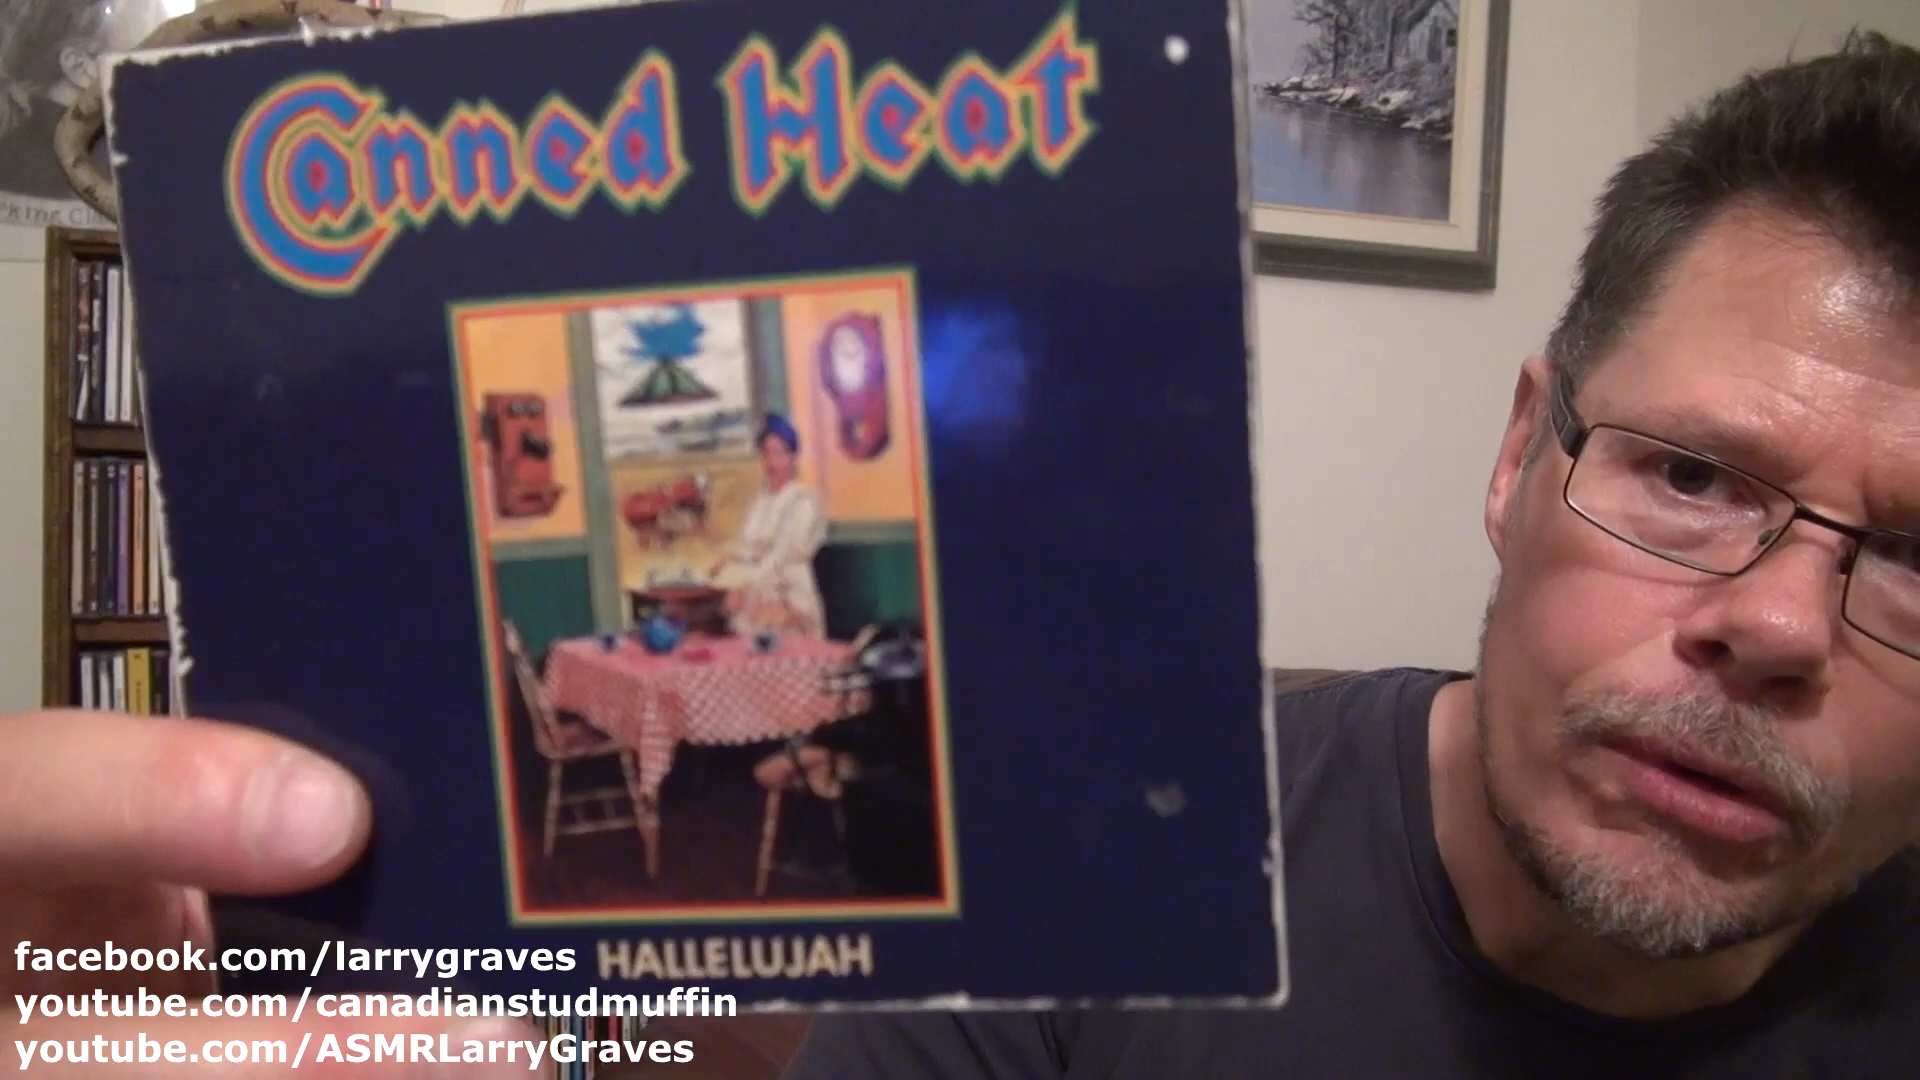 Canned Heat
HALLELUJAH
facebook.com/larrygraves
youtube.com/canadianstudmuffin
youtube.com/ASMRLarryGraves